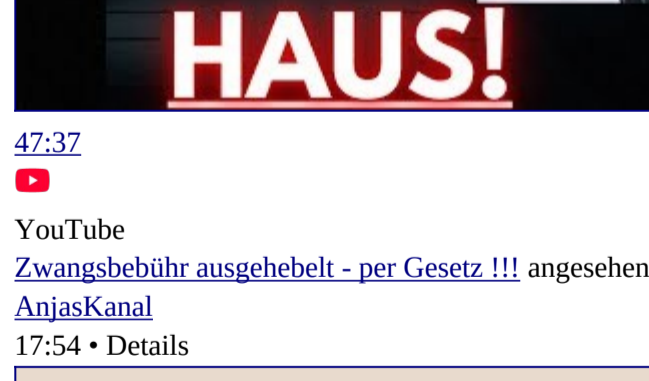 HAUS!
47:37
YouTube
Zwangsbebühr ausgehebelt - per Gesetz !!! angesehen
AnjasKanal
17:54 • Details